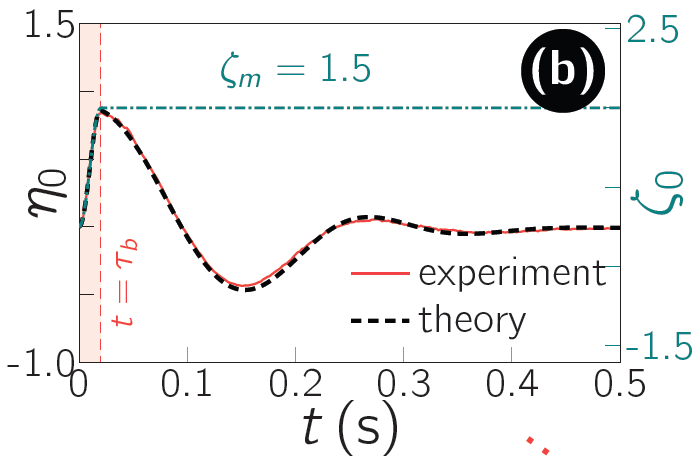 1.5
2.5
(b)
ζm = 1.5
η0
ζ0
t = τb
experiment
theory
-1.0
-1.5
0 0.1 0.2 0.3 0.4 0.5
t (s)